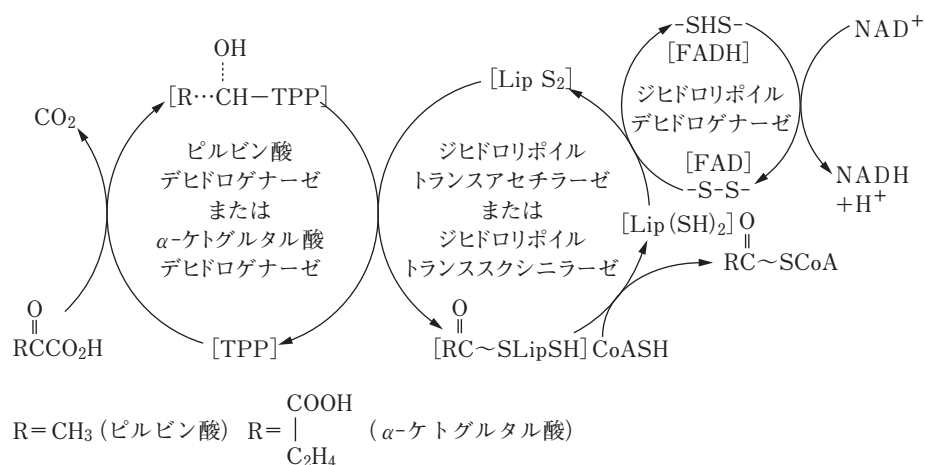 OH
[R…CH−TPP]
CO₂
ピルビン酸
デヒドロゲナーゼ
または
α-ケトグルタル酸
デヒドロゲナーゼ
O
RCCO₂H
[TPP]
[Lip S₂]
ジヒドロリポイル
トランスアセチラーゼ
または
ジヒドロリポイル
トランススクシニラーゼ
O
[RC～SLipSH]
CoASH
[Lip(SH)₂]
O
RC～SCoA
-SHS-
[FADH]
ジヒドロリポイル
デヒドロゲナーゼ
[FAD]
-S-S-
NAD⁺
NADH
+H⁺
R=CH₃(ピルビン酸) R=
COOH
C₂H₄
(α-ケトグルタル酸)